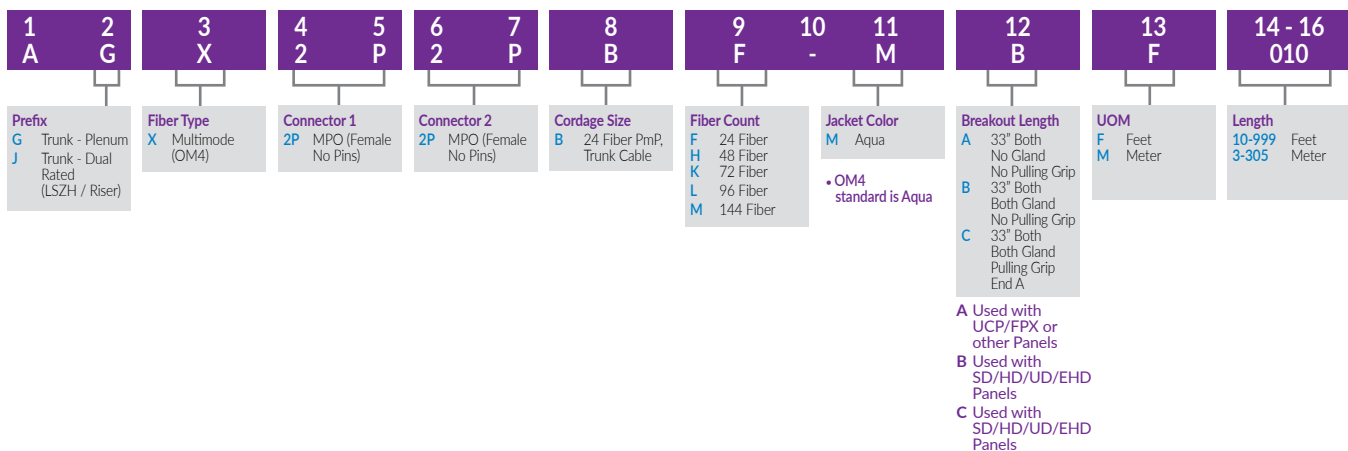 1 2 3 4 5 6 7 8 9 10 11 12 13 14 - 16
A G X 2 P 2 P B F - M B F 010
Prefix
G Trunk - Plenum
J Trunk - Dual
Rated
(LSZH / Riser)
Fiber Type
X Multimode
(OM4)
Connector 1
2P MPO (Female
No Pins)
Connector 2
2P MPO (Female
No Pins)
Cordage Size
B 24 Fiber PmP,
Trunk Cable
Fiber Count
F 24 Fiber
H 48 Fiber
K 72 Fiber
L 96 Fiber
M 144 Fiber
Jacket Color
M Aqua
• OM4
standard is Aqua
Breakout Length
A 33” Both
No Gland
No Pulling Grip
B 33” Both
Both Gland
No Pulling Grip
C 33” Both
Both Gland
Pulling Grip
End A
A Used with
UCP/FPX or
other Panels
B Used with
SD/HD/UD/EHD
Panels
C Used with
SD/HD/UD/EHD
Panels
UOM
F Feet
M Meter
Length
10-999 Feet
3-305 Meter